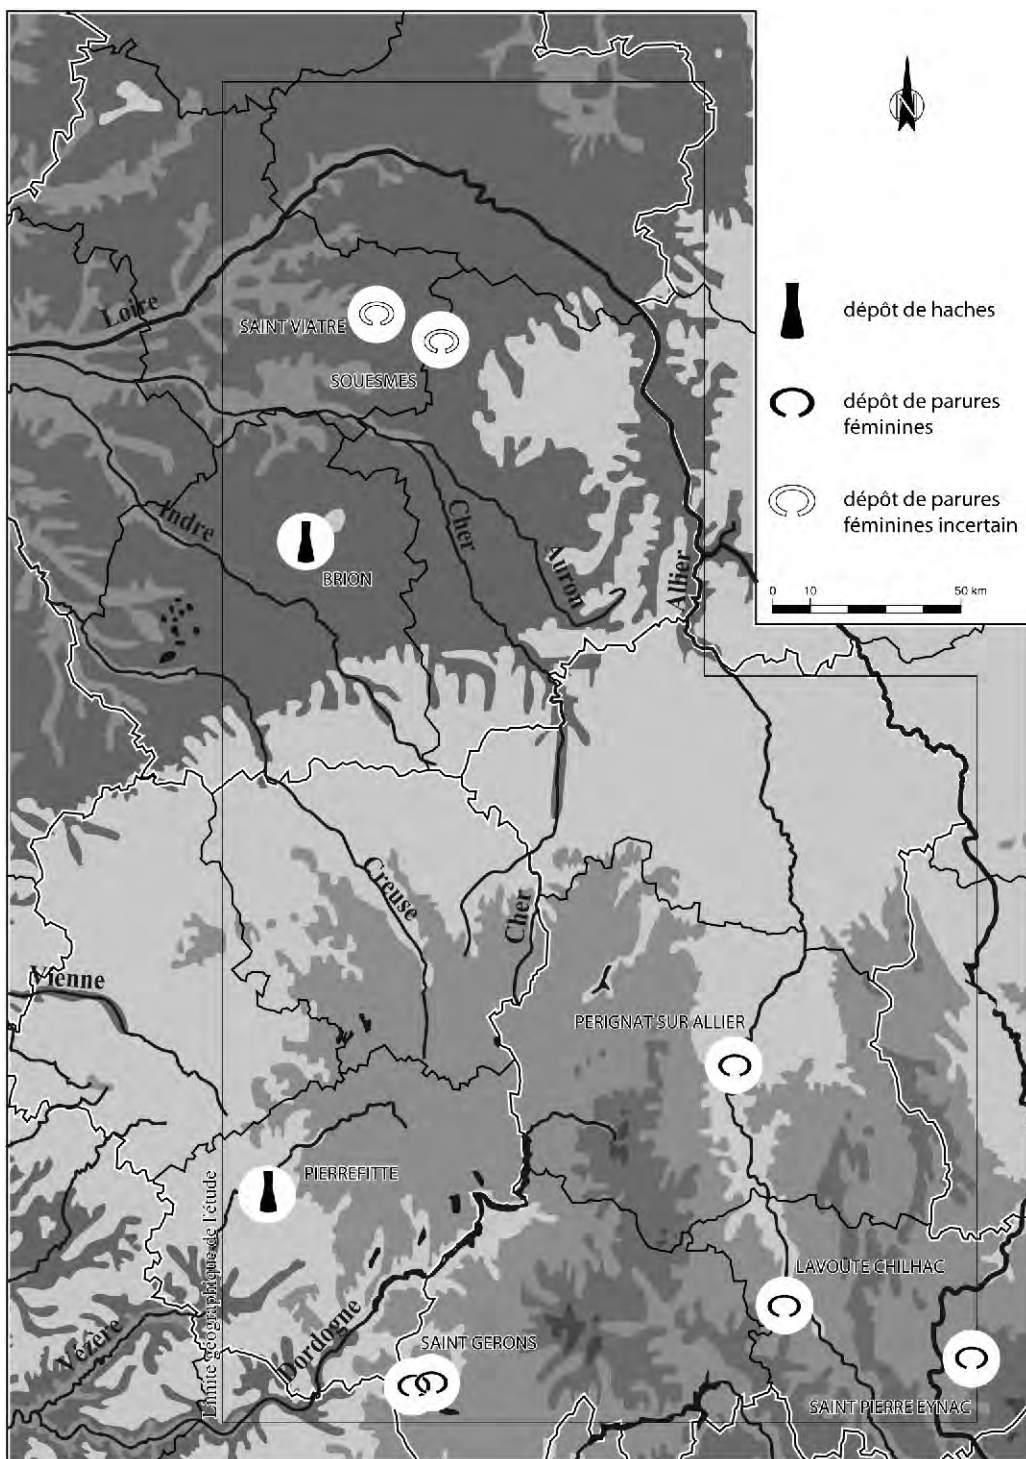 N
dépôt de haches
dépôt de parures
féminines
dépôt de parures
féminines incertain
0 10 50 km
Loire
SAINT VIATRE
SOUESMES
Indre
Cher
Auron
Allier
BRION
Creuse
Cher
Vienne
PERIGNAT SUR ALLIER
PIERREFITTE
Limite géographique de l'étude
LAVOÛTE CHILHAC
Vézère
Dordogne
SAINT GERONS
SAINT PIERRE EYNAC